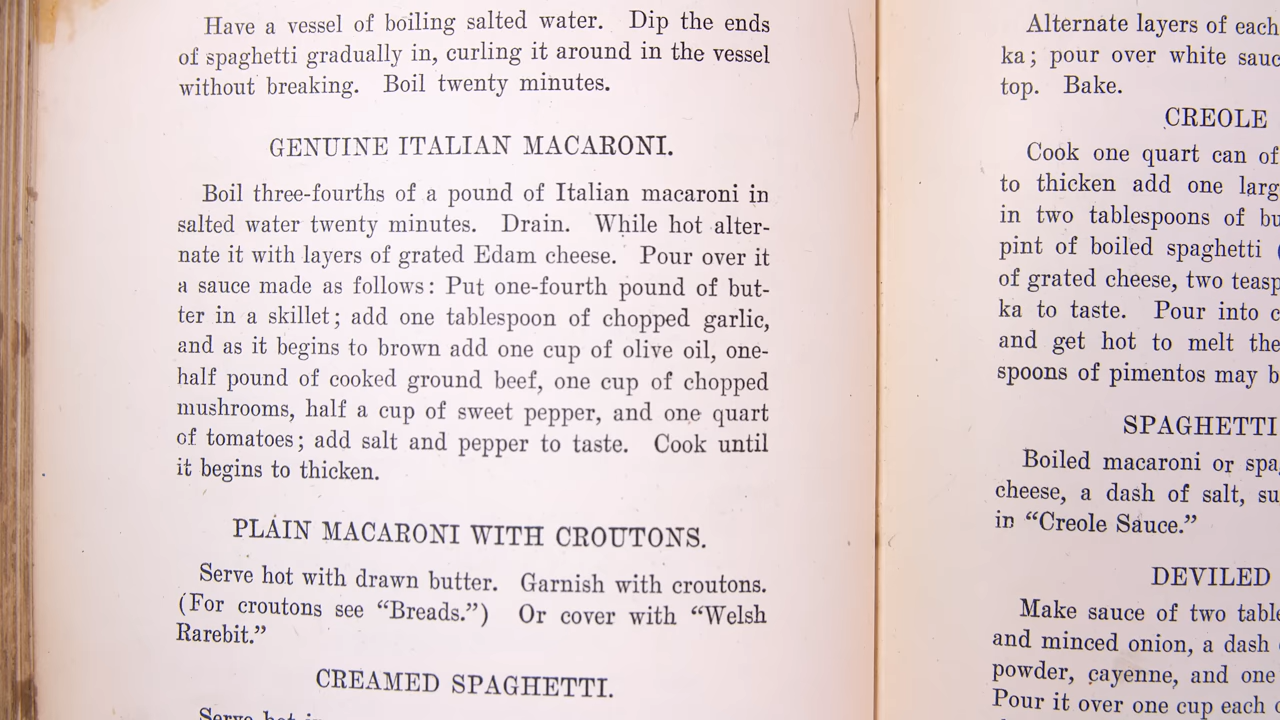 Have a vessel of boiling salted water. Dip the ends
of spaghetti gradually in, curling it around in the vessel
without breaking. Boil twenty minutes.
GENUINE ITALIAN MACARONI.
Boil three-fourths of a pound of Italian macaroni in
salted water twenty minutes. Drain. While hot alter-
nate it with layers of grated Edam cheese. Pour over it
a sauce made as follows: Put one-fourth pound of but-
ter in a skillet; add one tablespoon of chopped garlic,
and as it begins to brown add one cup of olive oil, one-
half pound of cooked ground beef, one cup of chopped
mushrooms, half a cup of sweet pepper, and one quart
of tomatoes; add salt and pepper to taste. Cook until
it begins to thicken.
PLAIN MACARONI WITH CROUTONS.
Serve hot with drawn butter. Garnish with croutons.
(For croutons see “Breads.”) Or cover with “Welsh
Rarebit.”
CREAMED SPAGHETTI.
Serve hot
Alternate layers of each
ka; pour over white
top. Bake.
CREOLE
Cook one quart can of
to thicken add one
in two tablespoons of
pint of boiled spaghetti
of grated cheese, two
ka to taste. Pour into
and get hot to melt the
spoons of pimentos may
SPAGHETTI
Boiled macaroni or
cheese, a dash of salt,
in “Creole Sauce.”
DEVILED
Make sauce of two
and minced onion, a dash
powder, cayenne, and one
Pour it over one cup each